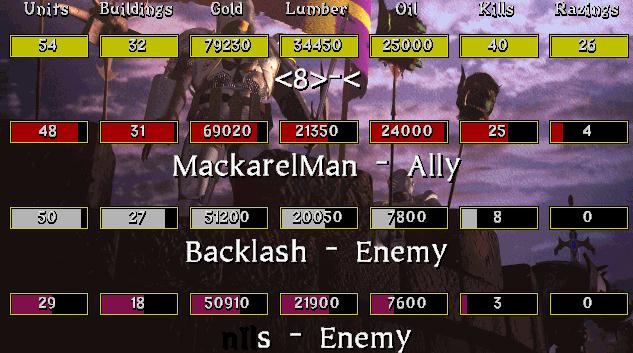 Units Buildings Gold Lumber Oil Kills Razings
54 32 79230 34450 25000 40 26
<8>-<
48 31 69020 21350 24000 25 4
MackarelMan - Ally
50 27 51200 20050 7800 8 0
Backlash - Enemy
29 18 50910 21900 7600 3 0
- Enemy